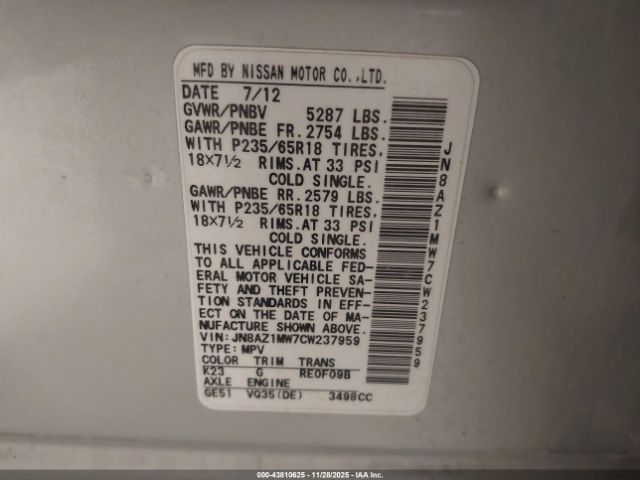 MFD BY NISSAN MOTOR CO.,LTD.
DATE 7/12
GVWR/PNBV 5287 LBS.
GAWR/PNBE FR. 2754 LBS.
WITH P235/65R18 TIRES,
18×7½ RIMS.AT 33 PSI
COLD SINGLE.
GAWR/PNBE RR. 2579 LBS.
WITH P235/65R18 TIRES,
18×7½ RIMS.AT 33 PSI
COLD SINGLE.
THIS VEHICLE CONFORMS
TO ALL APPLICABLE FED-
ERAL MOTOR VEHICLE SA-
FETY AND THEFT PREVEN-
TION STANDARDS IN EFF-
ECT ON THE DATE OF MA-
NUFACTURE SHOWN ABOVE.
VIN: JN8AZ1MW7CW237959
TYPE: MPV
COLOR TRIM TRANS
K23 G RE0F09B
AXLE ENGINE
GE51 VQ35(DE) 3498CC
JN8AZ1MW7CW237959
000-43810625 - 11/28/2025 - IAAI.COM